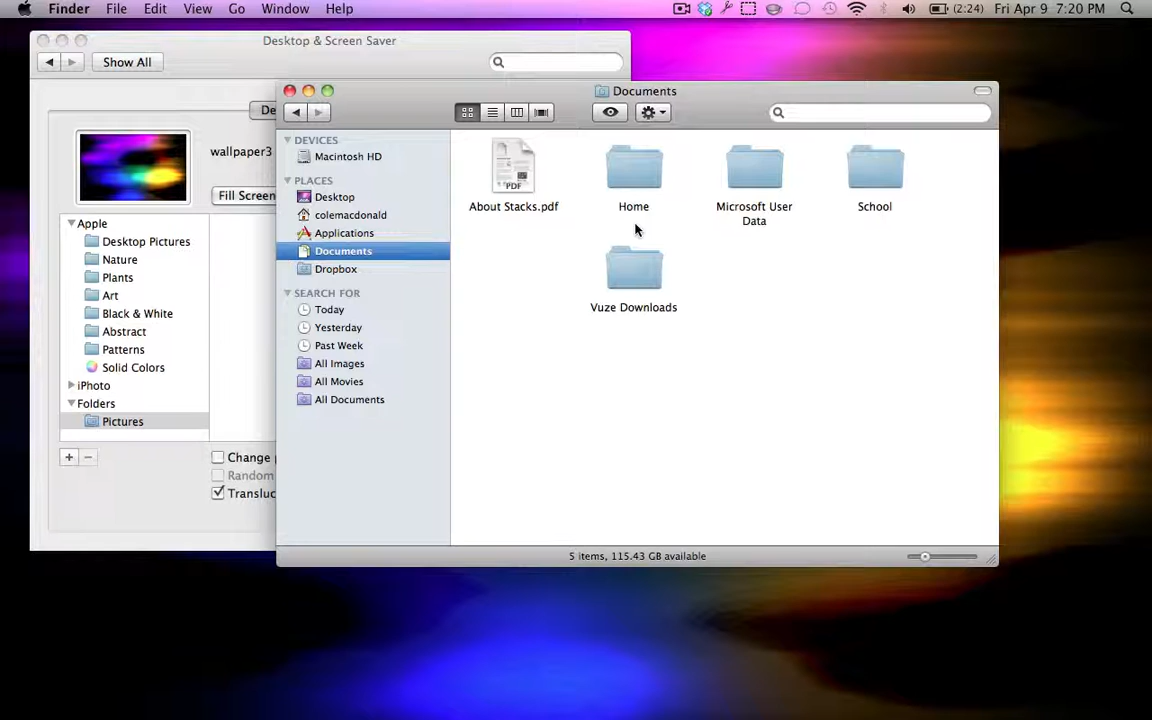 Finder File Edit View Go Window Help (2:24) Fri Apr 9 7:20 PM
Desktop & Screen Saver
Show All
Documents
De
wallpaper3
Fill Screen
Apple
Desktop Pictures
Nature
Plants
Art
Black & White
Abstract
Patterns
Solid Colors
iPhoto
Folders
Pictures
+ −
Change
Random
Transluc
DEVICES
Macintosh HD
PLACES
Desktop
colemacdonald
Applications
Documents
Dropbox
SEARCH FOR
Today
Yesterday
Past Week
All Images
All Movies
All Documents
PDF
About Stacks.pdf
Home
Microsoft User
Data
School
Vuze Downloads
5 items, 115.43 GB available